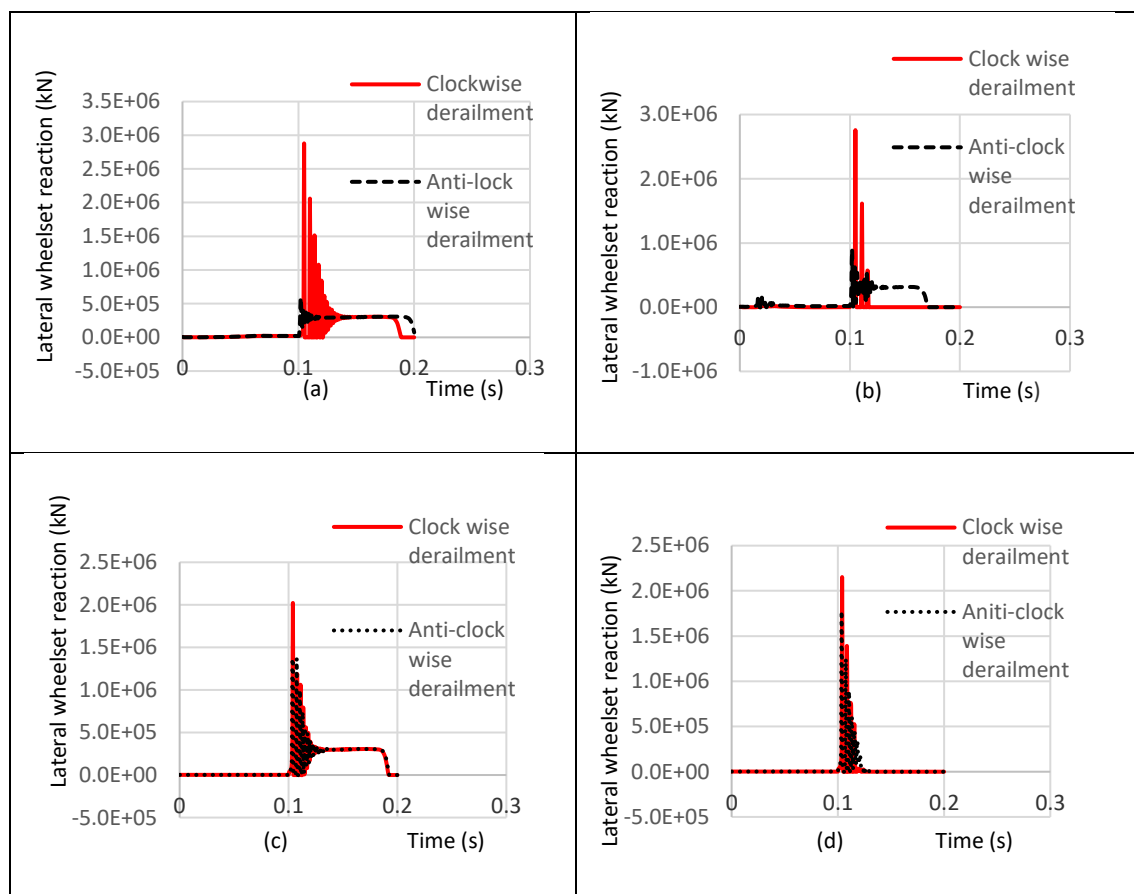 Lateral wheelset reaction (kN)
Clockwise
derailment
Anti-lock
wise
derailment
3.5E+06
3.0E+06
2.5E+06
2.0E+06
1.5E+06
1.0E+06
5.0E+05
0.0E+00
-5.0E+05
0 0.1 0.2 0.3
(a) Time (s)
Lateral wheelset reaction (kN)
Clock wise
derailment
Anti-clock
wise
derailment
3.0E+06
2.0E+06
1.0E+06
0.0E+00
-1.0E+06
0 0.1 0.2 0.3
(b) Time (s)
Lateral wheelset reaction (kN)
Clock wise
derailment
Anti-clock
wise
derailment
2.5E+06
2.0E+06
1.5E+06
1.0E+06
5.0E+05
0.0E+00
-5.0E+05
0 0.1 0.2 0.3
(c) Time (s)
Lateral wheelset reaction (kN)
Clock wise
derailment
Aniti-clock
wise
derailment
2.5E+06
2.0E+06
1.5E+06
1.0E+06
5.0E+05
0.0E+00
-5.0E+05
0 0.1 0.2 0.3
(d) Time (s)